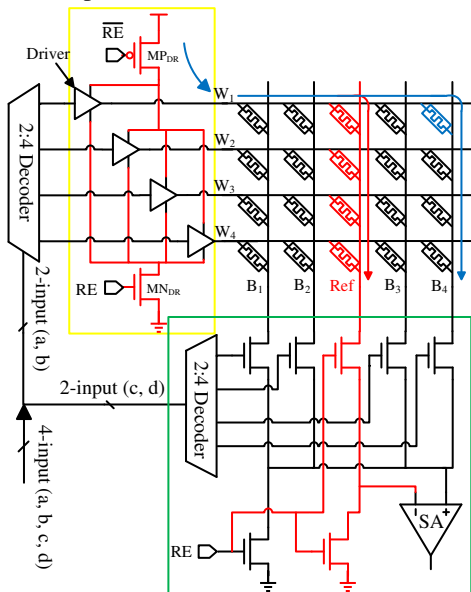 $\overline{RE}$
MP_DR
Driver
W_1
W_2
W_3
W_4
2:4 Decoder
RE
MN_DR
B_1
B_2
Ref
B_3
B_4
2-input (a, b)
2-input (c, d)
2:4 Decoder
4-input (a, b, c, d)
SA
RE